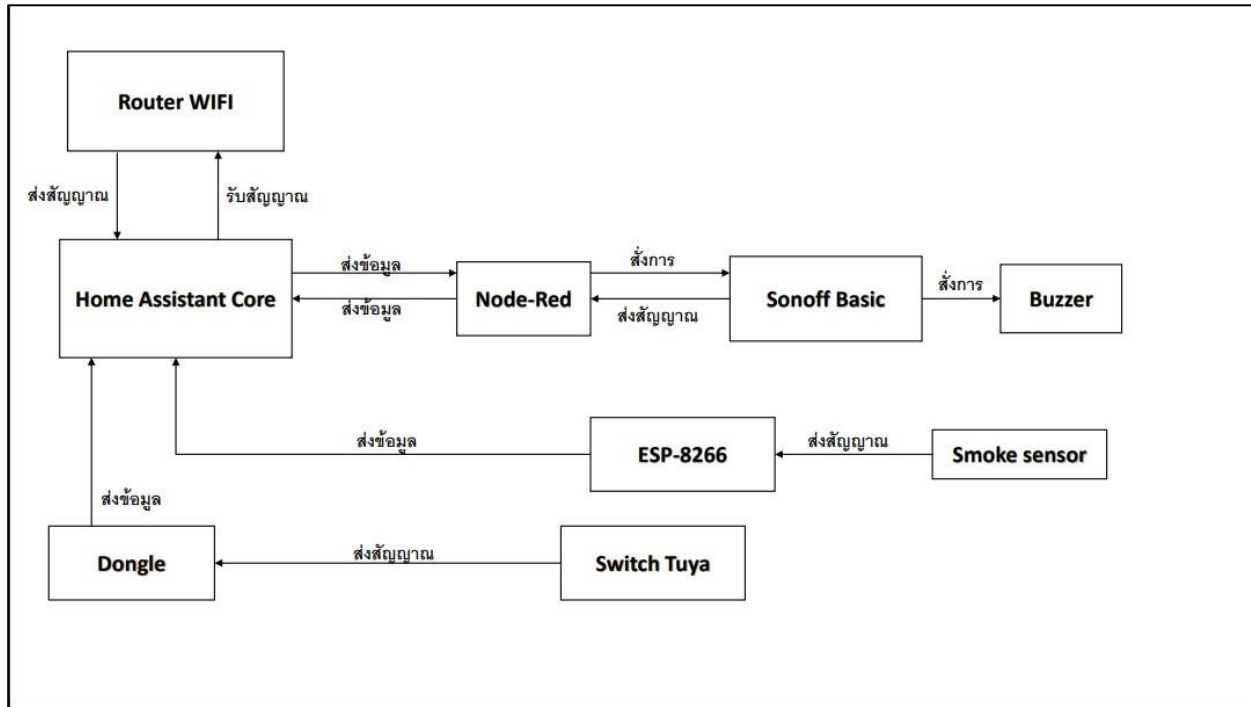 Router WIFI
ส่งสัญญาณ
รับสัญญาณ
Home Assistant Core
ส่งข้อมูล
ส่งข้อมูล
Node-Red
สั่งการ
ส่งสัญญาณ
Sonoff Basic
สั่งการ
Buzzer
ส่งข้อมูล
ESP-8266
ส่งสัญญาณ
Smoke sensor
ส่งข้อมูล
Dongle
ส่งสัญญาณ
Switch Tuya